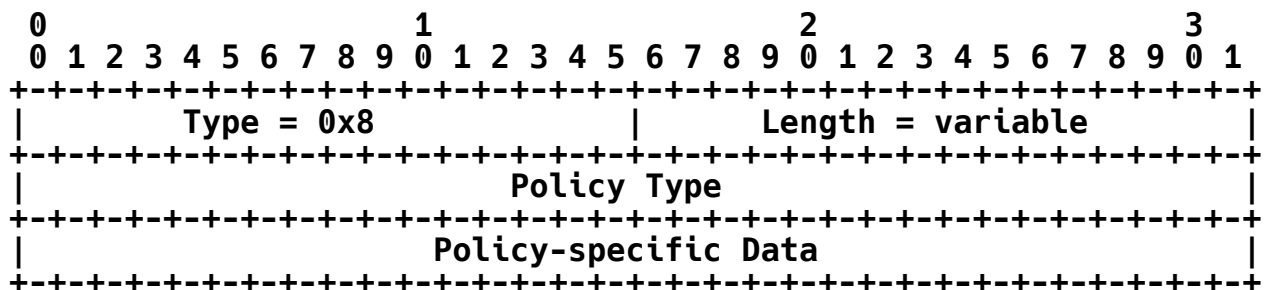 0                   1                   2                   3
 0 1 2 3 4 5 6 7 8 9 0 1 2 3 4 5 6 7 8 9 0 1 2 3 4 5 6 7 8 9 0 1
+-+-+-+-+-+-+-+-+-+-+-+-+-+-+-+-+-+-+-+-+-+-+-+-+-+-+-+-+-+-+-+-+
|        Type = 0x8             |      Length = variable        |
+-+-+-+-+-+-+-+-+-+-+-+-+-+-+-+-+-+-+-+-+-+-+-+-+-+-+-+-+-+-+-+-+
|                         Policy Type                           |
+-+-+-+-+-+-+-+-+-+-+-+-+-+-+-+-+-+-+-+-+-+-+-+-+-+-+-+-+-+-+-+-+
|                     Policy-specific Data                      |
+-+-+-+-+-+-+-+-+-+-+-+-+-+-+-+-+-+-+-+-+-+-+-+-+-+-+-+-+-+-+-+-+